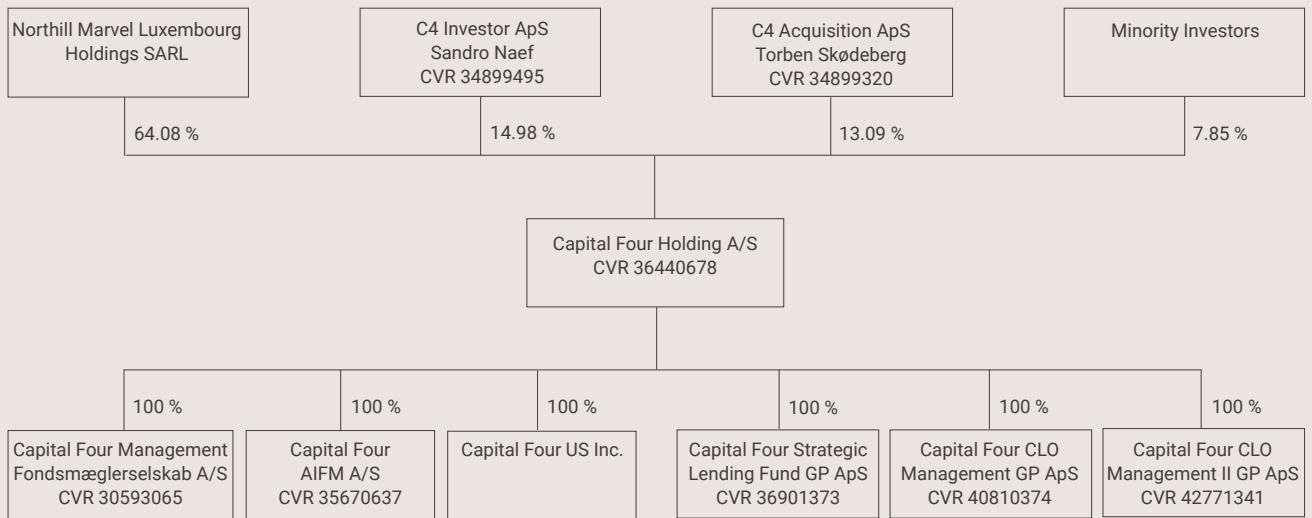 Northill Marvel Luxembourg
Holdings SARL
C4 Investor ApS
Sandro Naef
CVR 34899495
C4 Acquisition ApS
Torben Skødeberg
CVR 34899320
Minority Investors
64.08 %
14.98 %
13.09 %
7.85 %
Capital Four Holding A/S
CVR 36440678
100 %
100 %
100 %
100 %
100 %
100 %
Capital Four Management
Fondsmæglerselskab A/S
CVR 30593065
Capital Four
AIFM A/S
CVR 35670637
Capital Four US Inc.
Capital Four Strategic
Lending Fund GP ApS
CVR 36901373
Capital Four CLO
Management GP ApS
CVR 40810374
Capital Four CLO
Management II GP ApS
CVR 42771341